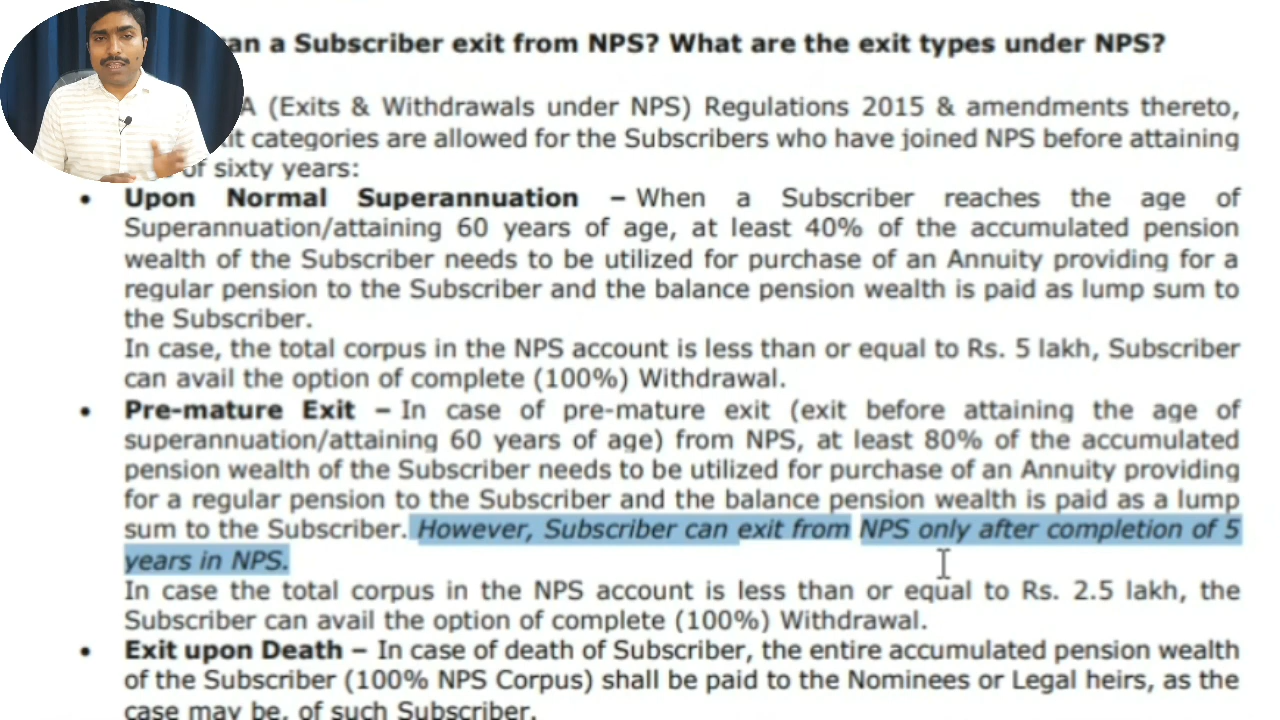 an a Subscriber exit from NPS? What are the exit types under NPS?
A (Exits & Withdrawals under NPS) Regulations 2015 & amendments thereto,
it categories are allowed for the Subscribers who have joined NPS before attaining
of sixty years:
• Upon Normal Superannuation – When a Subscriber reaches the age of
Superannuation/attaining 60 years of age, at least 40% of the accumulated pension
wealth of the Subscriber needs to be utilized for purchase of an Annuity providing for a
regular pension to the Subscriber and the balance pension wealth is paid as lump sum to
the Subscriber.
In case, the total corpus in the NPS account is less than or equal to Rs. 5 lakh, Subscriber
can avail the option of complete (100%) Withdrawal.
• Pre-mature Exit – In case of pre-mature exit (exit before attaining the age of
superannuation/attaining 60 years of age) from NPS, at least 80% of the accumulated
pension wealth of the Subscriber needs to be utilized for purchase of an Annuity providing
for a regular pension to the Subscriber and the balance pension wealth is paid as a lump
sum to the Subscriber. However, Subscriber can exit from NPS only after completion of 5
years in NPS.
In case the total corpus in the NPS account is less than or equal to Rs. 2.5 lakh, the
Subscriber can avail the option of complete (100%) Withdrawal.
• Exit upon Death – In case of death of Subscriber, the entire accumulated pension wealth
of the Subscriber (100% NPS Corpus) shall be paid to the Nominees or Legal heirs, as the
case may be, of such Subscriber.